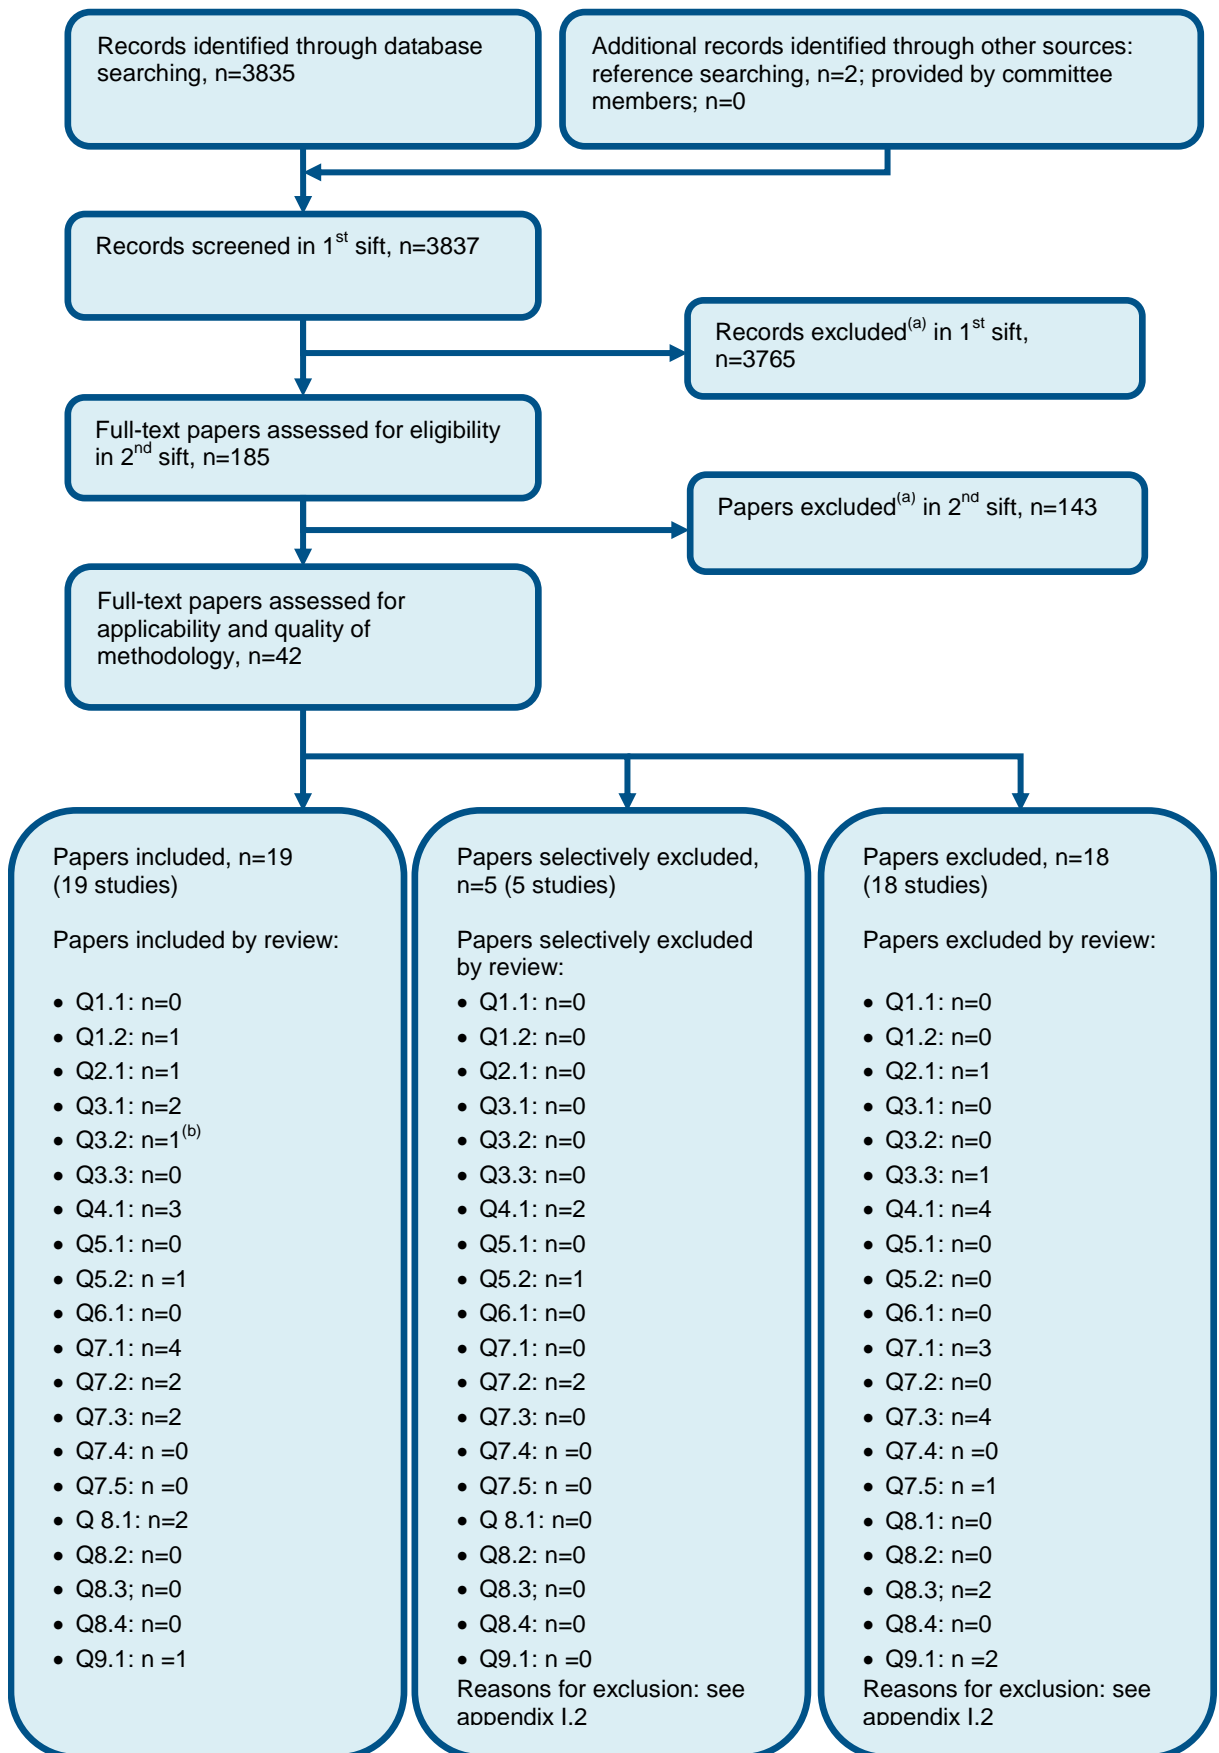 Records identified through database
searching, n=3835
Additional records identified through other sources:
reference searching, n=2; provided by committee
members; n=0
Records screened in 1st sift, n=3837
Records excluded(a) in 1st sift,
n=3765
Full-text papers assessed for eligibility
in 2nd sift, n=185
Papers excluded(a) in 2nd sift, n=143
Full-text papers assessed for
applicability and quality of
methodology, n=42
Papers included, n=19
(19 studies)
Papers included by review:
• Q1.1: n=0
• Q1.2: n=1
• Q2.1: n=1
• Q3.1: n=2
• Q3.2: n=1(b)
• Q3.3: n=0
• Q4.1: n=3
• Q5.1: n=0
• Q5.2: n =1
• Q6.1: n=0
• Q7.1: n=4
• Q7.2: n=2
• Q7.3: n=2
• Q7.4: n =0
• Q7.5: n =0
• Q 8.1: n=2
• Q8.2: n=0
• Q8.3; n=0
• Q8.4: n=0
• Q9.1: n =1
Papers selectively excluded,
n=5 (5 studies)
Papers selectively excluded
by review:
• Q1.1: n=0
• Q1.2: n=0
• Q2.1: n=0
• Q3.1: n=0
• Q3.2: n=0
• Q3.3: n=0
• Q4.1: n=2
• Q5.1: n=0
• Q5.2: n=1
• Q6.1: n=0
• Q7.1: n=0
• Q7.2: n=2
• Q7.3: n=0
• Q7.4: n =0
• Q7.5: n =0
• Q 8.1: n=0
• Q8.2: n=0
• Q8.3; n=0
• Q8.4: n=0
• Q9.1: n =0
Reasons for exclusion: see
appendix I.2
Papers excluded, n=18
(18 studies)
Papers excluded by review:
• Q1.1: n=0
• Q1.2: n=0
• Q2.1: n=1
• Q3.1: n=0
• Q3.2: n=0
• Q3.3: n=1
• Q4.1: n=4
• Q5.1: n=0
• Q5.2: n=0
• Q6.1: n=0
• Q7.1: n=3
• Q7.2: n=0
• Q7.3: n=4
• Q7.4: n =0
• Q7.5: n =1
• Q8.1: n=0
• Q8.2: n=0
• Q8.3; n=2
• Q8.4: n=0
• Q9.1: n =2
Reasons for exclusion: see
appendix I.2